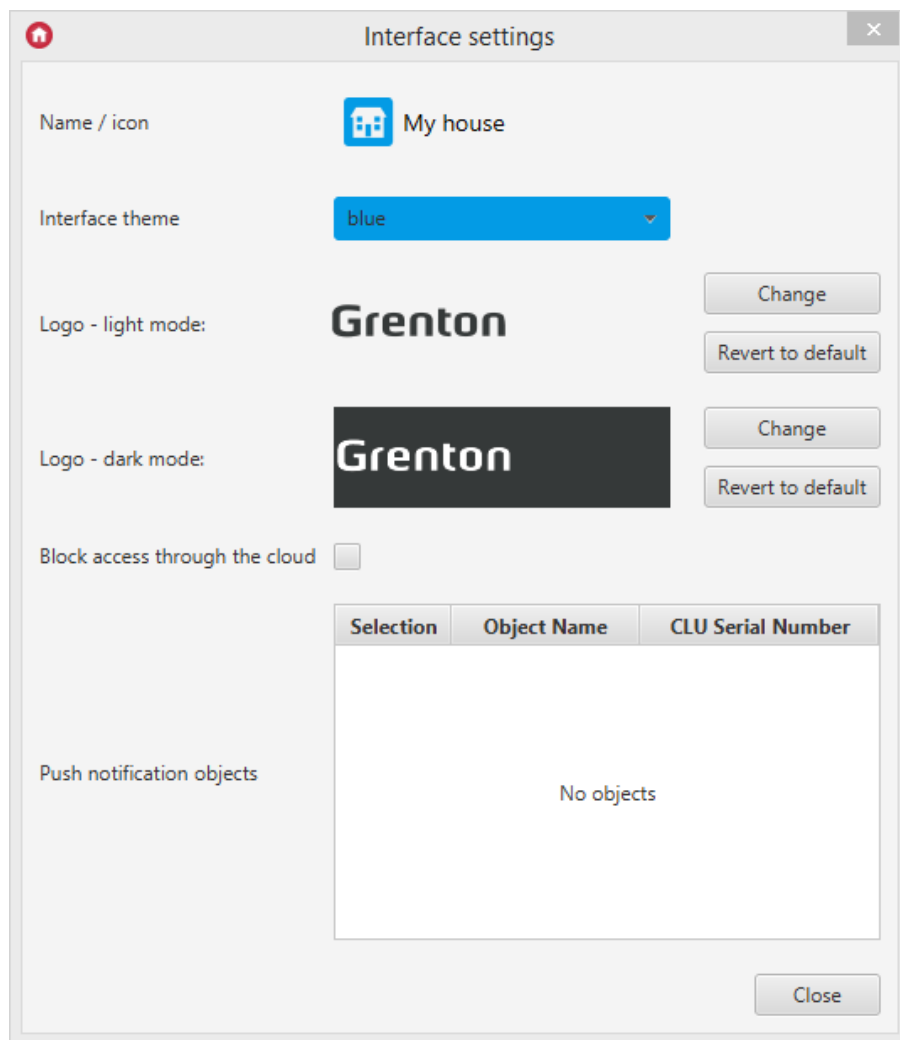 Interface settings
Name / icon
My house
Interface theme
blue
Logo - light mode:
Grenton
Change
Revert to default
Logo - dark mode:
Grenton
Change
Revert to default
Block access through the cloud
Selection Object Name CLU Serial Number
Push notification objects
No objects
Close